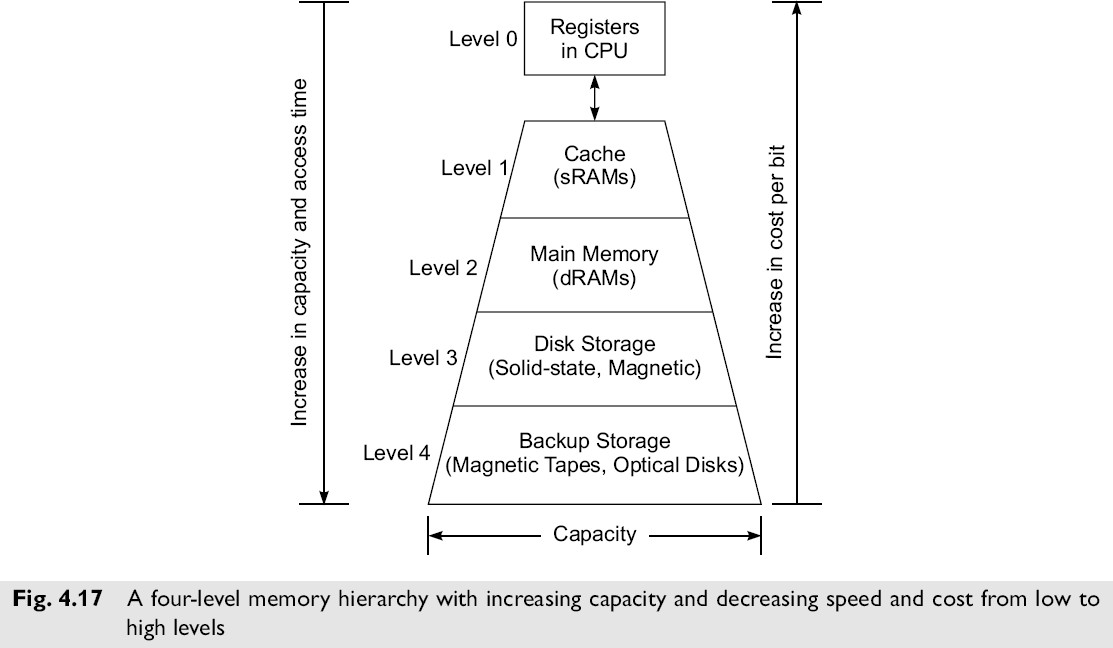 Level 0
Registers
in CPU
Increase in capacity and access time
Level 1
Cache
(sRAMs)
Increase in cost per bit
Level 2
Main Memory
(dRAMs)
Level 3
Disk Storage
(Solid-state, Magnetic)
Level 4
Backup Storage
(Magnetic Tapes, Optical Disks)
Capacity
Fig. 4.17 A four-level memory hierarchy with increasing capacity and decreasing speed and cost from low to
high levels